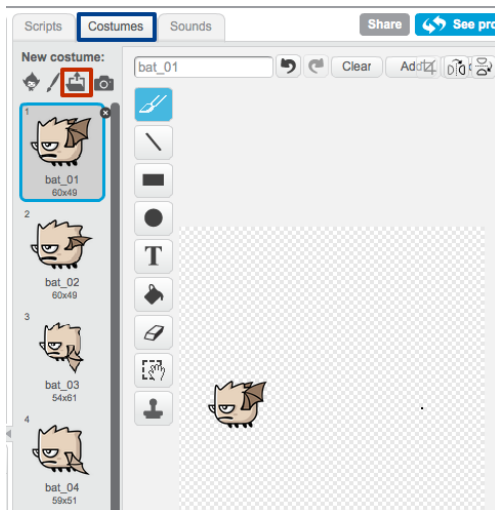 Scripts Costumes Sounds Share See pro
New costume:
bat_01 Clear Add
1
bat_01
60x49
2
bat_02
60x49
3
bat_03
54x61
4
bat_04
59x51
T